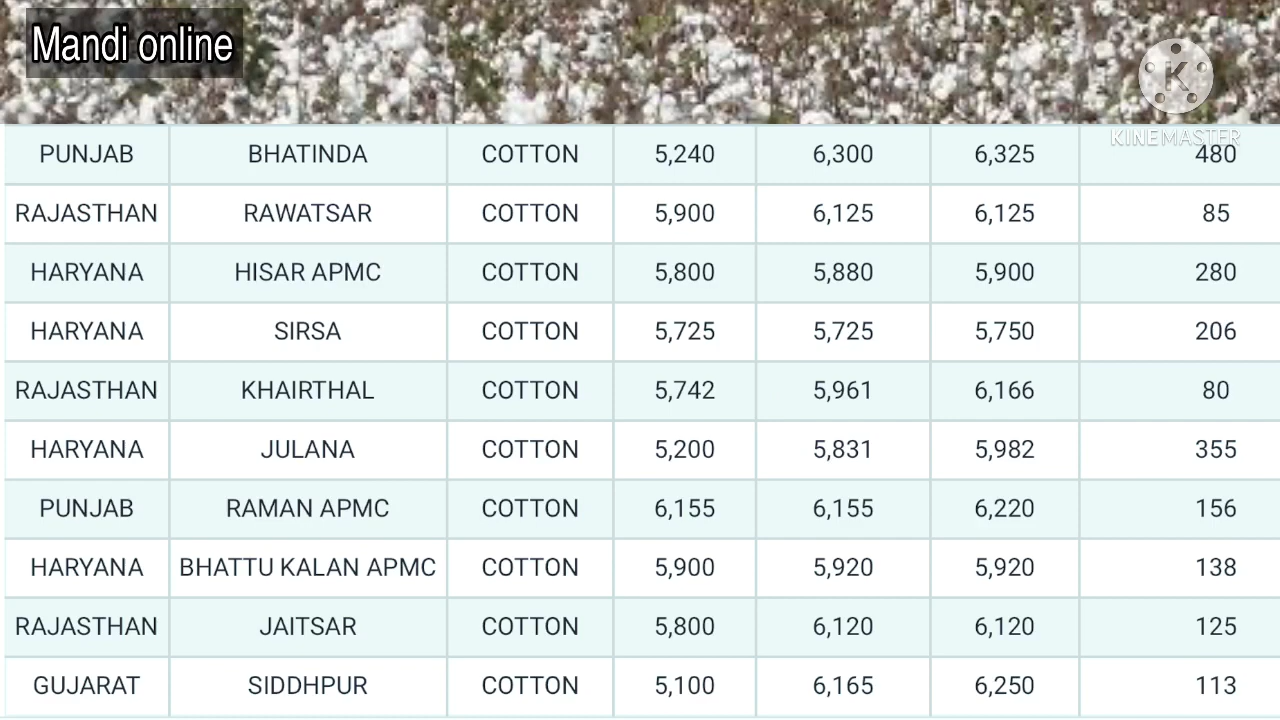 Mandi online
KINEMASTER
PUNJAB BHATINDA COTTON 5,240 6,300 6,325 480
RAJASTHAN RAWATSAR COTTON 5,900 6,125 6,125 85
HARYANA HISAR APMC COTTON 5,800 5,880 5,900 280
HARYANA SIRSA COTTON 5,725 5,725 5,750 206
RAJASTHAN KHAIRTHAL COTTON 5,742 5,961 6,166 80
HARYANA JULANA COTTON 5,200 5,831 5,982 355
PUNJAB RAMAN APMC COTTON 6,155 6,155 6,220 156
HARYANA BHATTU KALAN APMC COTTON 5,900 5,920 5,920 138
RAJASTHAN JAITSAR COTTON 5,800 6,120 6,120 125
GUJARAT SIDDHPUR COTTON 5,100 6,165 6,250 113